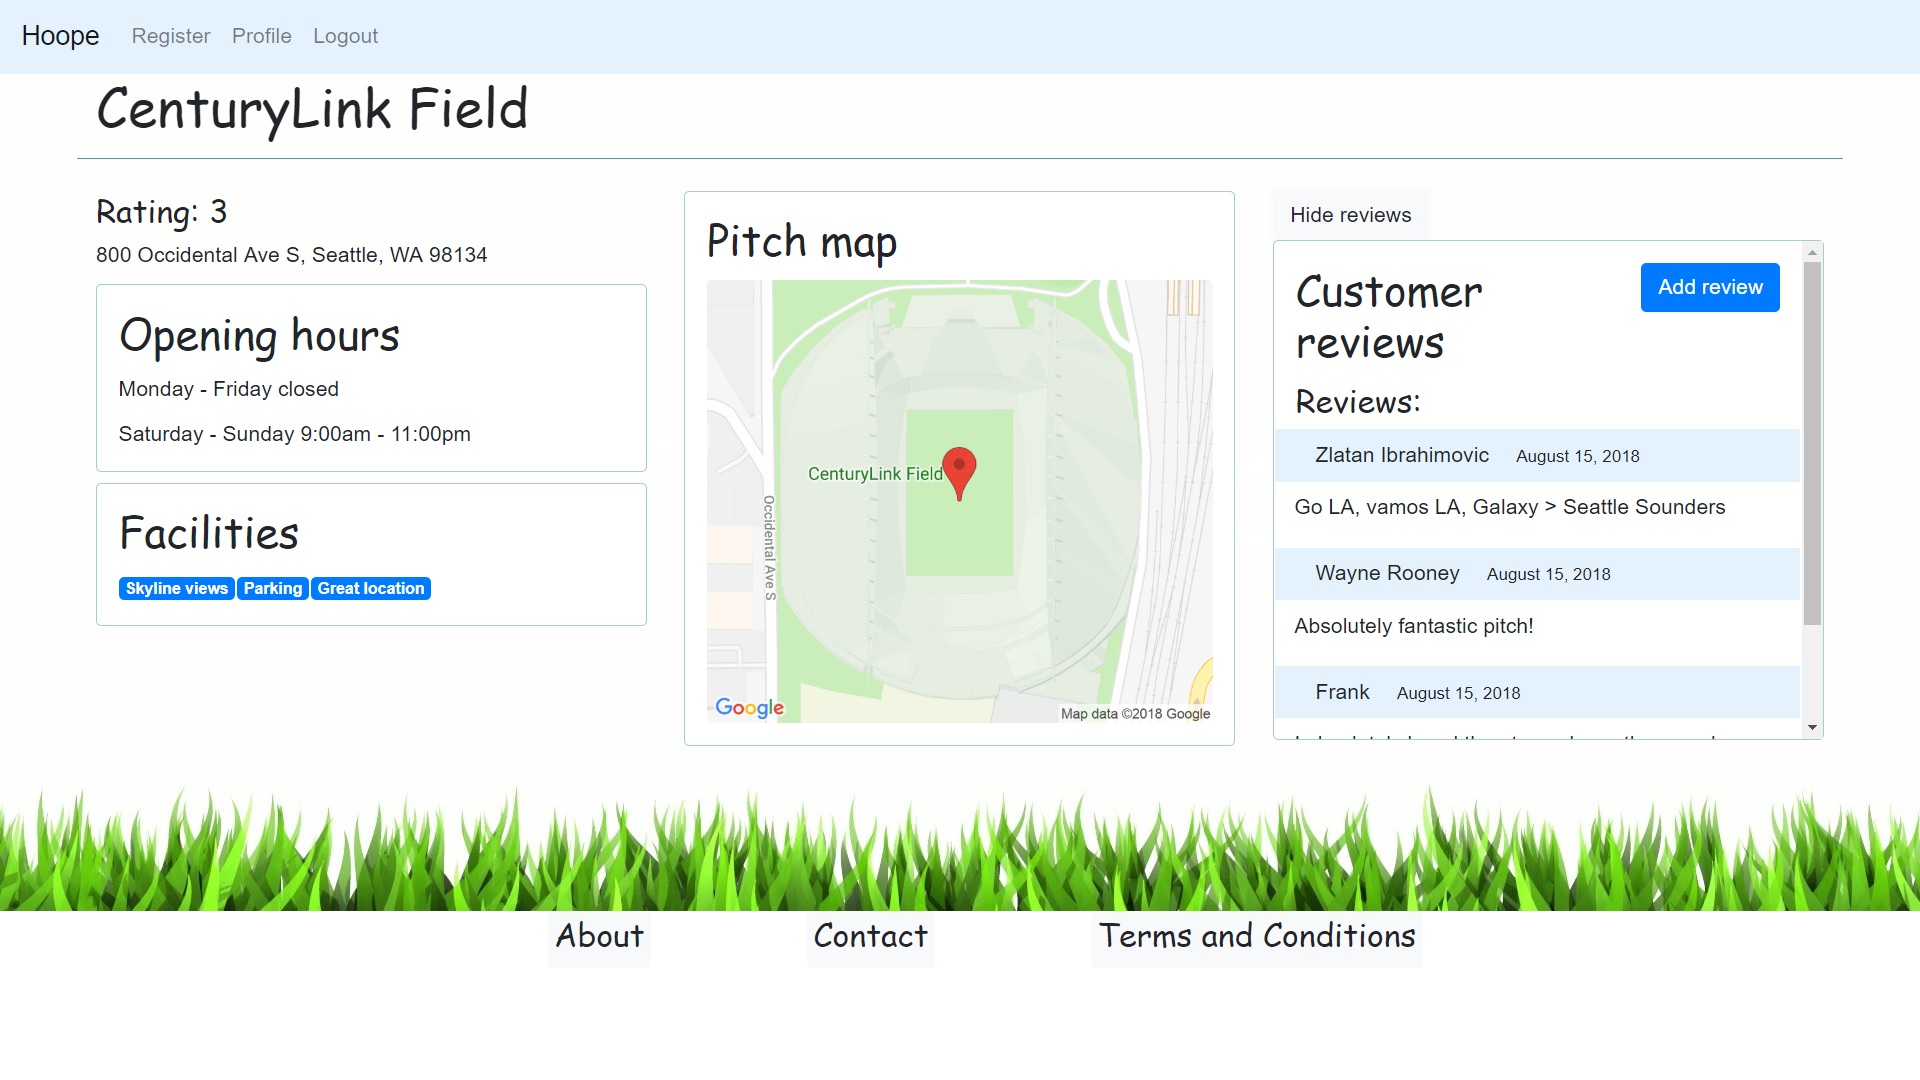 Hoope Register Profile Logout
CenturyLink Field
Rating: 3
800 Occidental Ave S, Seattle, WA 98134
Opening hours
Monday - Friday closed
Saturday - Sunday 9:00am - 11:00pm
Facilities
Skyline views Parking Great location
Pitch map
CenturyLink Field
Occidental Ave S
Google
Map data ©2018 Google
Hide reviews
Customer
reviews
Add review
Reviews:
Zlatan Ibrahimovic August 15, 2018
Go LA, vamos LA, Galaxy > Seattle Sounders
Wayne Rooney August 15, 2018
Absolutely fantastic pitch!
Frank August 15, 2018
About Contact Terms and Conditions